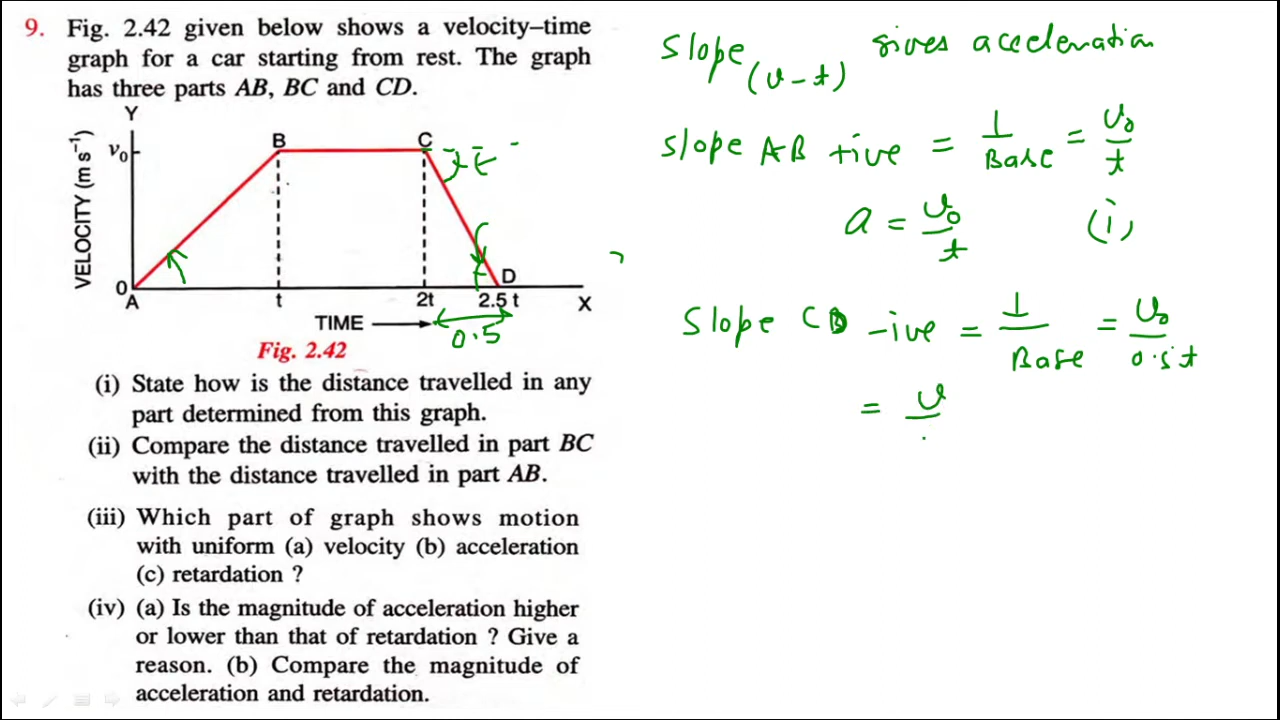 9. Fig. 2.42 given below shows a velocity–time
graph for a car starting from rest. The graph
has three parts AB, BC and CD.
Y
VELOCITY (m s⁻¹)
v₀
B
C
0
A
D
t
2t
2.5 t
X
TIME
0.5
Fig. 2.42
(i) State how is the distance travelled in any
part determined from this graph.
(ii) Compare the distance travelled in part BC
with the distance travelled in part AB.
(iii) Which part of graph shows motion
with uniform (a) velocity (b) acceleration
(c) retardation ?
(iv) (a) Is the magnitude of acceleration higher
or lower than that of retardation ? Give a
reason. (b) Compare the magnitude of
acceleration and retardation.
Slope (v-t) gives acceleration
Slope AB +ive = ⊥/Base = v₀/t
a = v₀/t (i)
Slope CD -ive = ⊥/Base = v₀/0.5t
= v